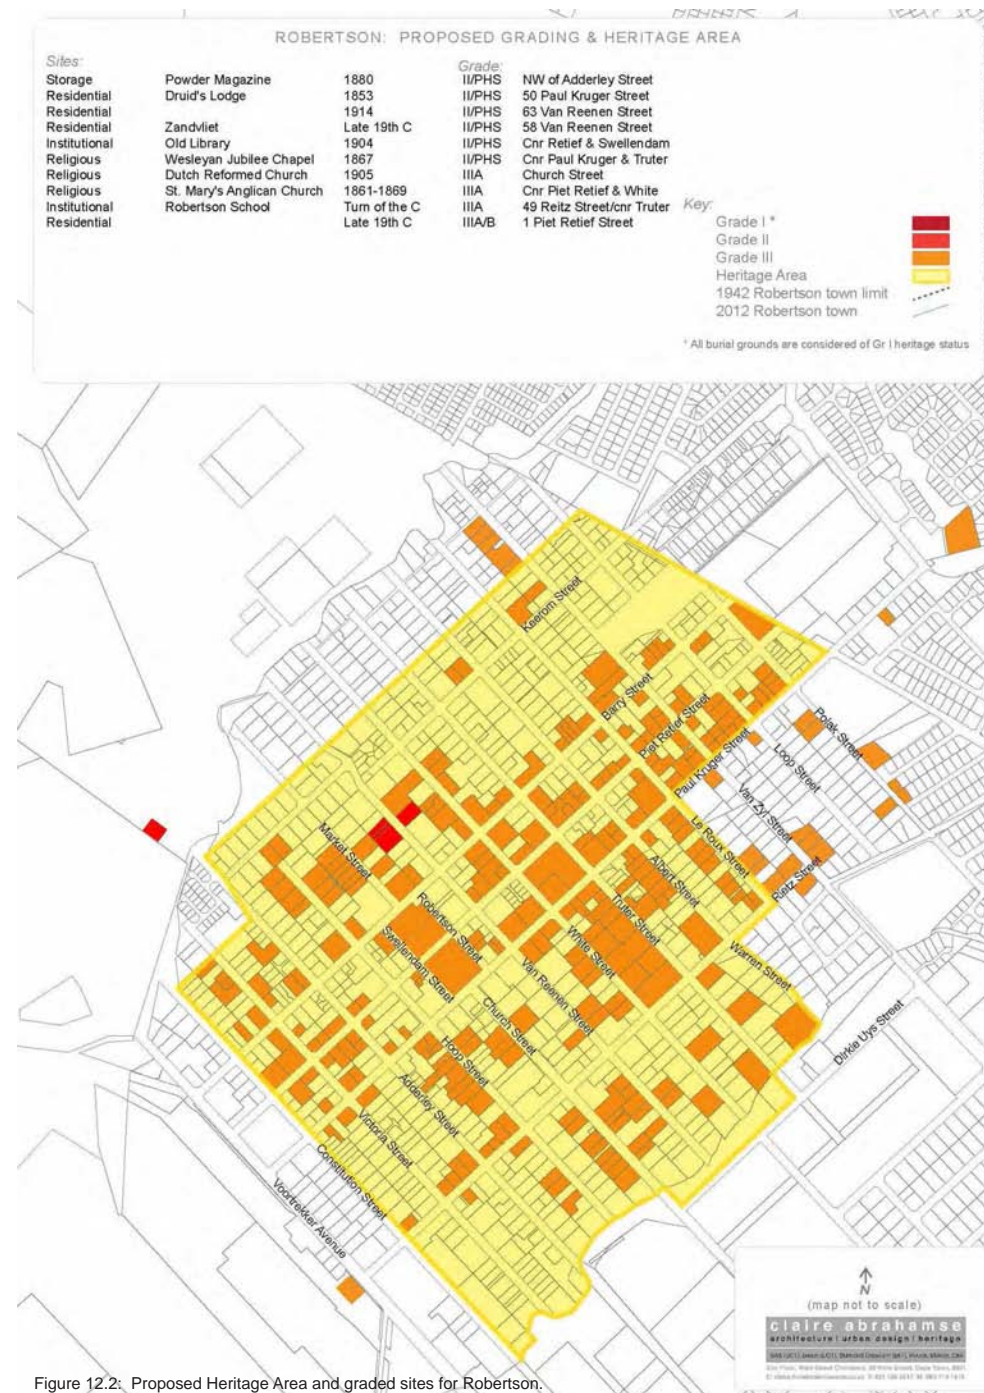 ROBERTSON: PROPOSED GRADING & HERITAGE AREA
Sites: Grade:
Storage Powder Magazine 1880 II/PHS NW of Adderley Street
Residential Druid's Lodge 1853 II/PHS 50 Paul Kruger Street
Residential 1914 II/PHS 63 Van Reenen Street
Residential Zandvliet Late 19th C II/PHS 58 Van Reenen Street
Institutional Old Library 1904 II/PHS Cnr Retief & Swellendam
Religious Wesleyan Jubilee Chapel 1867 II/PHS Cnr Paul Kruger & Truter
Religious Dutch Reformed Church 1905 IIIA Church Street
Religious St. Mary's Anglican Church 1861-1869 IIIA Cnr Piet Retief & White
Institutional Robertson School Turn of the C IIIA 49 Reitz Street/cnr Truter
Residential Late 19th C IIIA/B 1 Piet Retief Street
Key:
Grade I *
Grade II
Grade III
Heritage Area
1942 Robertson town limit
2012 Robertson town
* All burial grounds are considered of Gr I heritage status
Keerom Street
Barry Street
Piet Retief Street
Paul Kruger Street
Polak Street
Loop Street
Van Zyl Street
Le Roux Street
Rietz Street
Market Street
Albert Street
Truter Street
Robertson Street
White Street
Swellendam Street
Van Reenen Street
Warren Street
Church Street
Dirkie Uys Street
Hoop Street
Adderley Street
Victoria Street
Constitution Street
Voortrekker Avenue
N
(map not to scale)
claire abrahamse
architecture | urban design | heritage
Figure 12.2: Proposed Heritage Area and graded sites for Robertson.